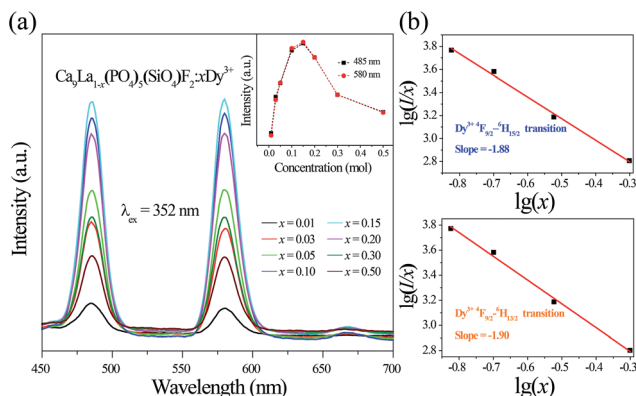 (a)
Ca₉La₁₋ₓ(PO₄)₅(SiO₄)F₂:xDy³⁺
Intensity (a.u.)
λex = 352 nm
x = 0.01
x = 0.03
x = 0.05
x = 0.10
x = 0.15
x = 0.20
x = 0.30
x = 0.50
450 500 550 600 650 700
Wavelength (nm)
Intensity (a.u.)
485 nm
580 nm
0.0 0.1 0.2 0.3 0.4 0.5
Concentration (mol)
(b)
lg(I/x)
3.8
3.6
3.4
3.2
3.0
2.8
Dy³⁺ ⁴F₉/₂–⁶H₁₅/₂ transition
Slope = -1.88
-0.8 -0.7 -0.6 -0.5 -0.4 -0.3
lg(x)
lg(I/x)
4.0
3.6
3.2
2.8
Dy³⁺ ⁴F₉/₂-⁶H₁₃/₂ transition
Slope = -1.90
-0.8 -0.7 -0.6 -0.5 -0.4 -0.3
lg(x)